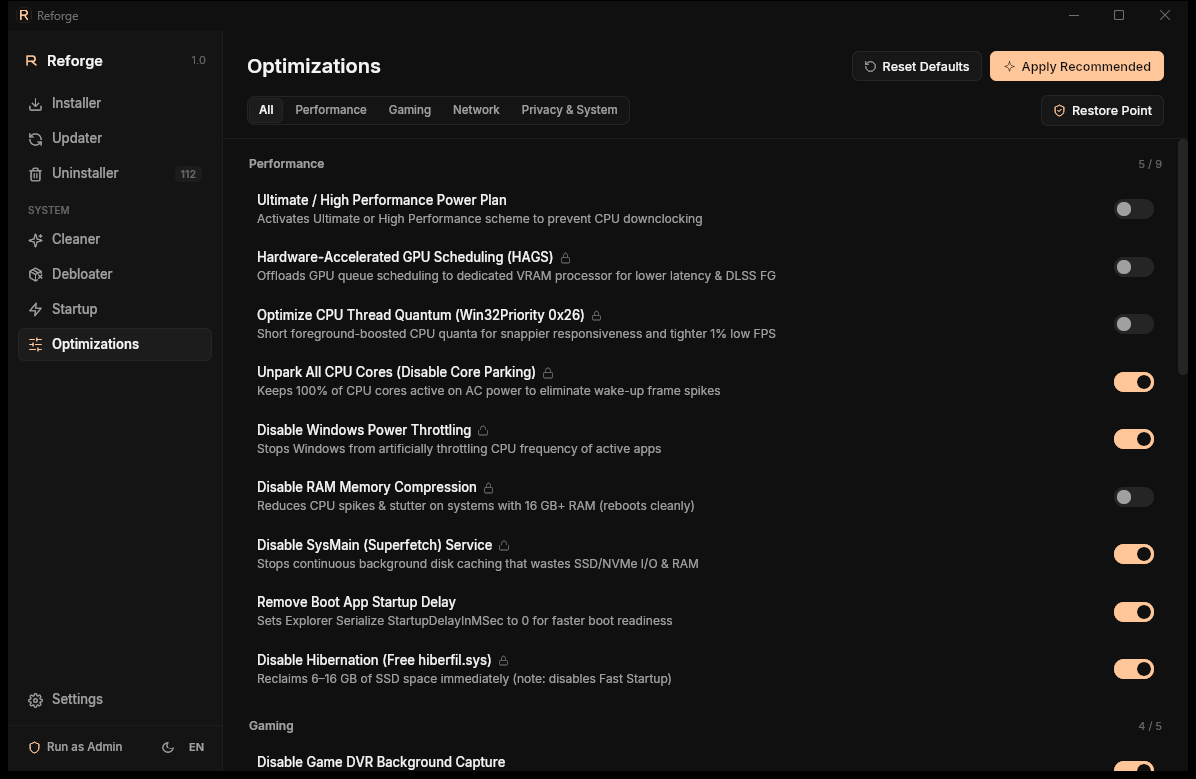 R Reforge
R Reforge 1.0
Installer
Updater
Uninstaller 112
SYSTEM
Cleaner
Debloater
Startup
Optimizations
Settings
Run as Admin EN
Optimizations
Reset Defaults
Apply Recommended
All Performance Gaming Network Privacy & System
Restore Point
Performance 5 / 9
Ultimate / High Performance Power Plan
Activates Ultimate or High Performance scheme to prevent CPU downclocking
Hardware-Accelerated GPU Scheduling (HAGS)
Offloads GPU queue scheduling to dedicated VRAM processor for lower latency & DLSS FG
Optimize CPU Thread Quantum (Win32Priority 0x26)
Short foreground-boosted CPU quanta for snappier responsiveness and tighter 1% low FPS
Unpark All CPU Cores (Disable Core Parking)
Keeps 100% of CPU cores active on AC power to eliminate wake-up frame spikes
Disable Windows Power Throttling
Stops Windows from artificially throttling CPU frequency of active apps
Disable RAM Memory Compression
Reduces CPU spikes & stutter on systems with 16 GB+ RAM (reboots cleanly)
Disable SysMain (Superfetch) Service
Stops continuous background disk caching that wastes SSD/NVMe I/O & RAM
Remove Boot App Startup Delay
Sets Explorer Serialize StartupDelayInMSec to 0 for faster boot readiness
Disable Hibernation (Free hiberfil.sys)
Reclaims 6–16 GB of SSD space immediately (note: disables Fast Startup)
Gaming 4 / 5
Disable Game DVR Background Capture